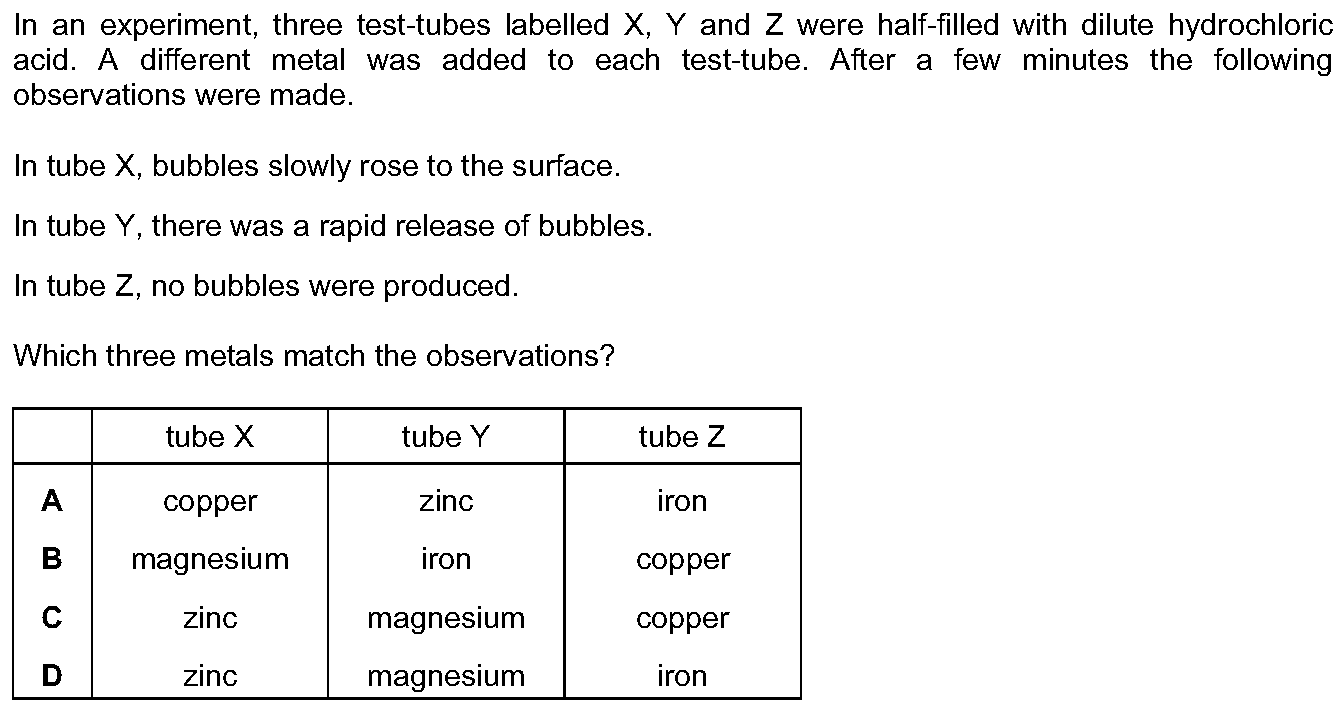 In an experiment, three test-tubes labelled X, Y and Z were half-filled with dilute hydrochloric
acid. A different metal was added to each test-tube. After a few minutes the following
observations were made.
In tube X, bubbles slowly rose to the surface.
In tube Y, there was a rapid release of bubbles.
In tube Z, no bubbles were produced.
Which three metals match the observations?
tube X tube Y tube Z
A copper zinc iron
B magnesium iron copper
C zinc magnesium copper
D zinc magnesium iron